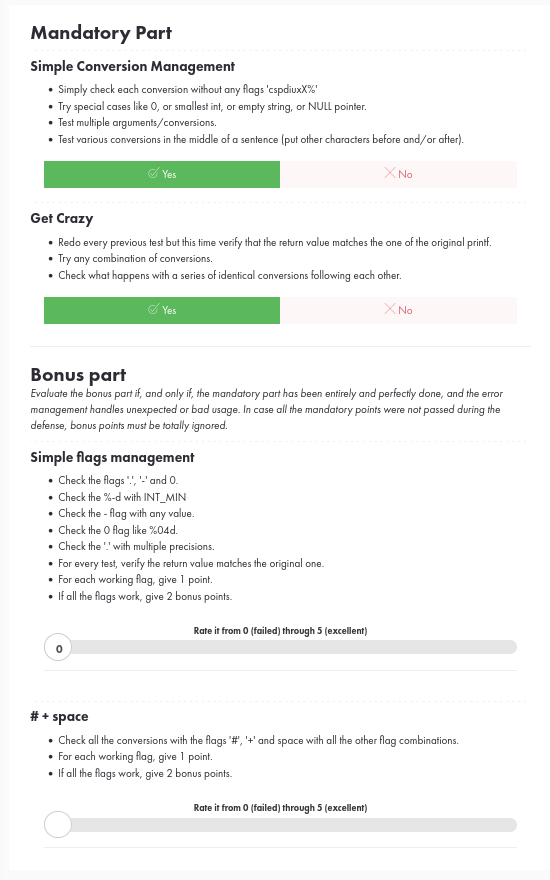 Mandatory Part
Simple Conversion Management
• Simply check each conversion without any flags 'cspdiuxX%'
• Try special cases like 0, or smallest int, or empty string, or NULL pointer.
• Test multiple arguments/conversions.
• Test various conversions in the middle of a sentence (put other characters before and/or after).
Yes No
Get Crazy
• Redo every previous test but this time verify that the return value matches the one of the original printf.
• Try any combination of conversions.
• Check what happens with a series of identical conversions following each other.
Yes No
Bonus part
Evaluate the bonus part if, and only if, the mandatory part has been entirely and perfectly done, and the error
management handles unexpected or bad usage. In case all the mandatory points were not passed during the
defense, bonus points must be totally ignored.
Simple flags management
• Check the flags '.', '-' and 0.
• Check the %-d with INT_MIN
• Check the - flag with any value.
• Check the 0 flag like %04d.
• Check the '.' with multiple precisions.
• For every test, verify the return value matches the original one.
• For each working flag, give 1 point.
• If all the flags work, give 2 bonus points.
Rate it from 0 (failed) through 5 (excellent)
0
# + space
• Check all the conversions with the flags '#', '+' and space with all the other flag combinations.
• For each working flag, give 1 point.
• If all the flags work, give 2 bonus points.
Rate it from 0 (failed) through 5 (excellent)